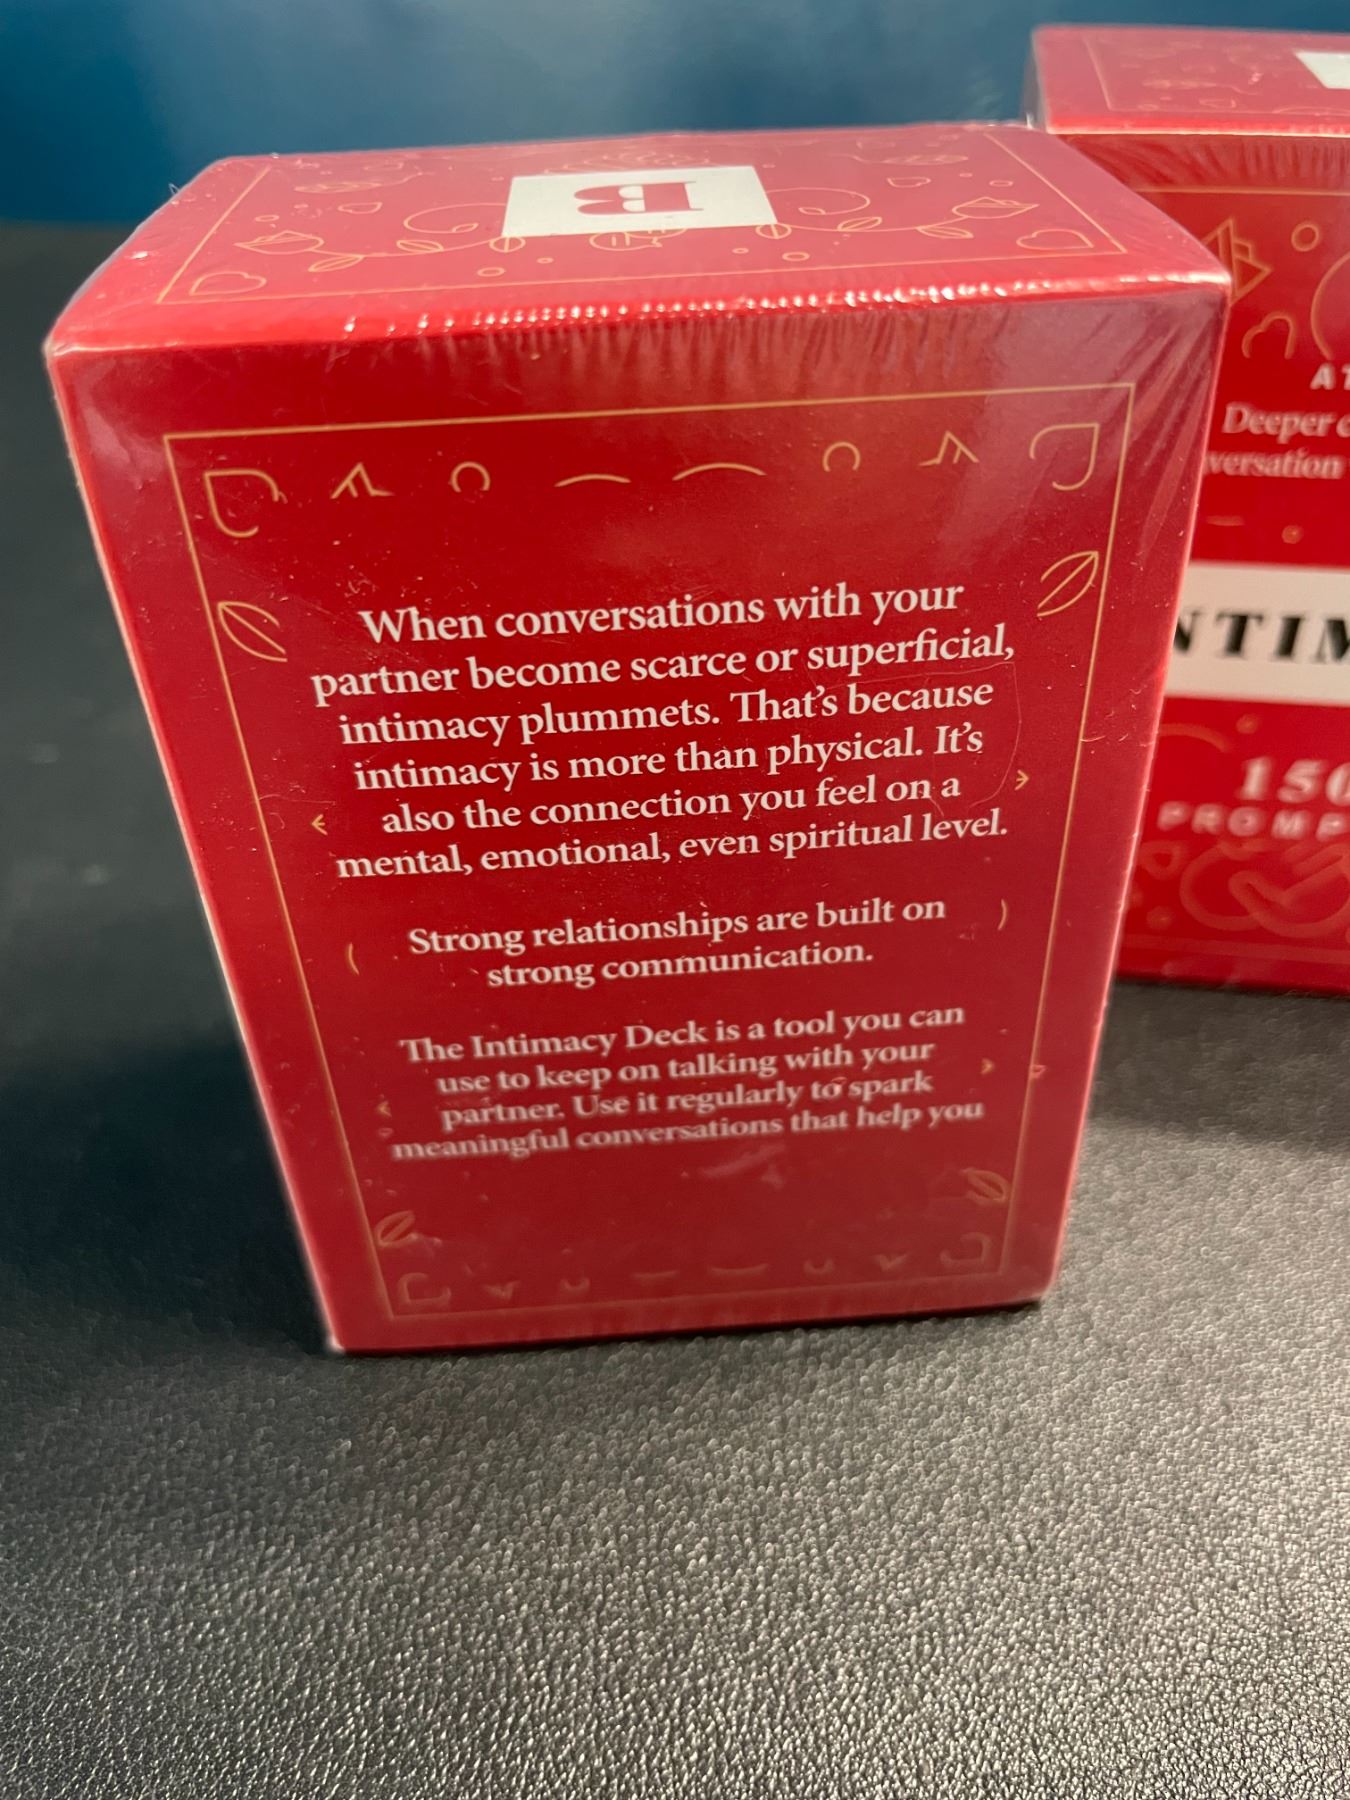 B
When conversations with your
partner become scarce or superficial,
intimacy plummets. That's because
intimacy is more than physical. It's
also the connection you feel on a
mental, emotional, even spiritual level.
Strong relationships are built on
strong communication.
The Intimacy Deck is a tool you can
use to keep on talking with your
partner. Use it regularly to spark
meaningful conversations that help you
Deeper
NTIM
150
PROMP